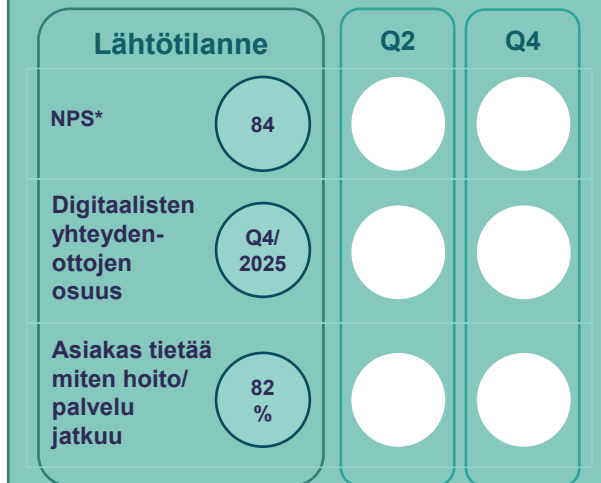 Lähtötilanne
Q2
Q4
NPS*
84
Digitaalisten
yhteyden-
ottojen
osuus
Q4/
2025
Asiakas tietää
miten hoito/
palvelu
jatkuu
82
%